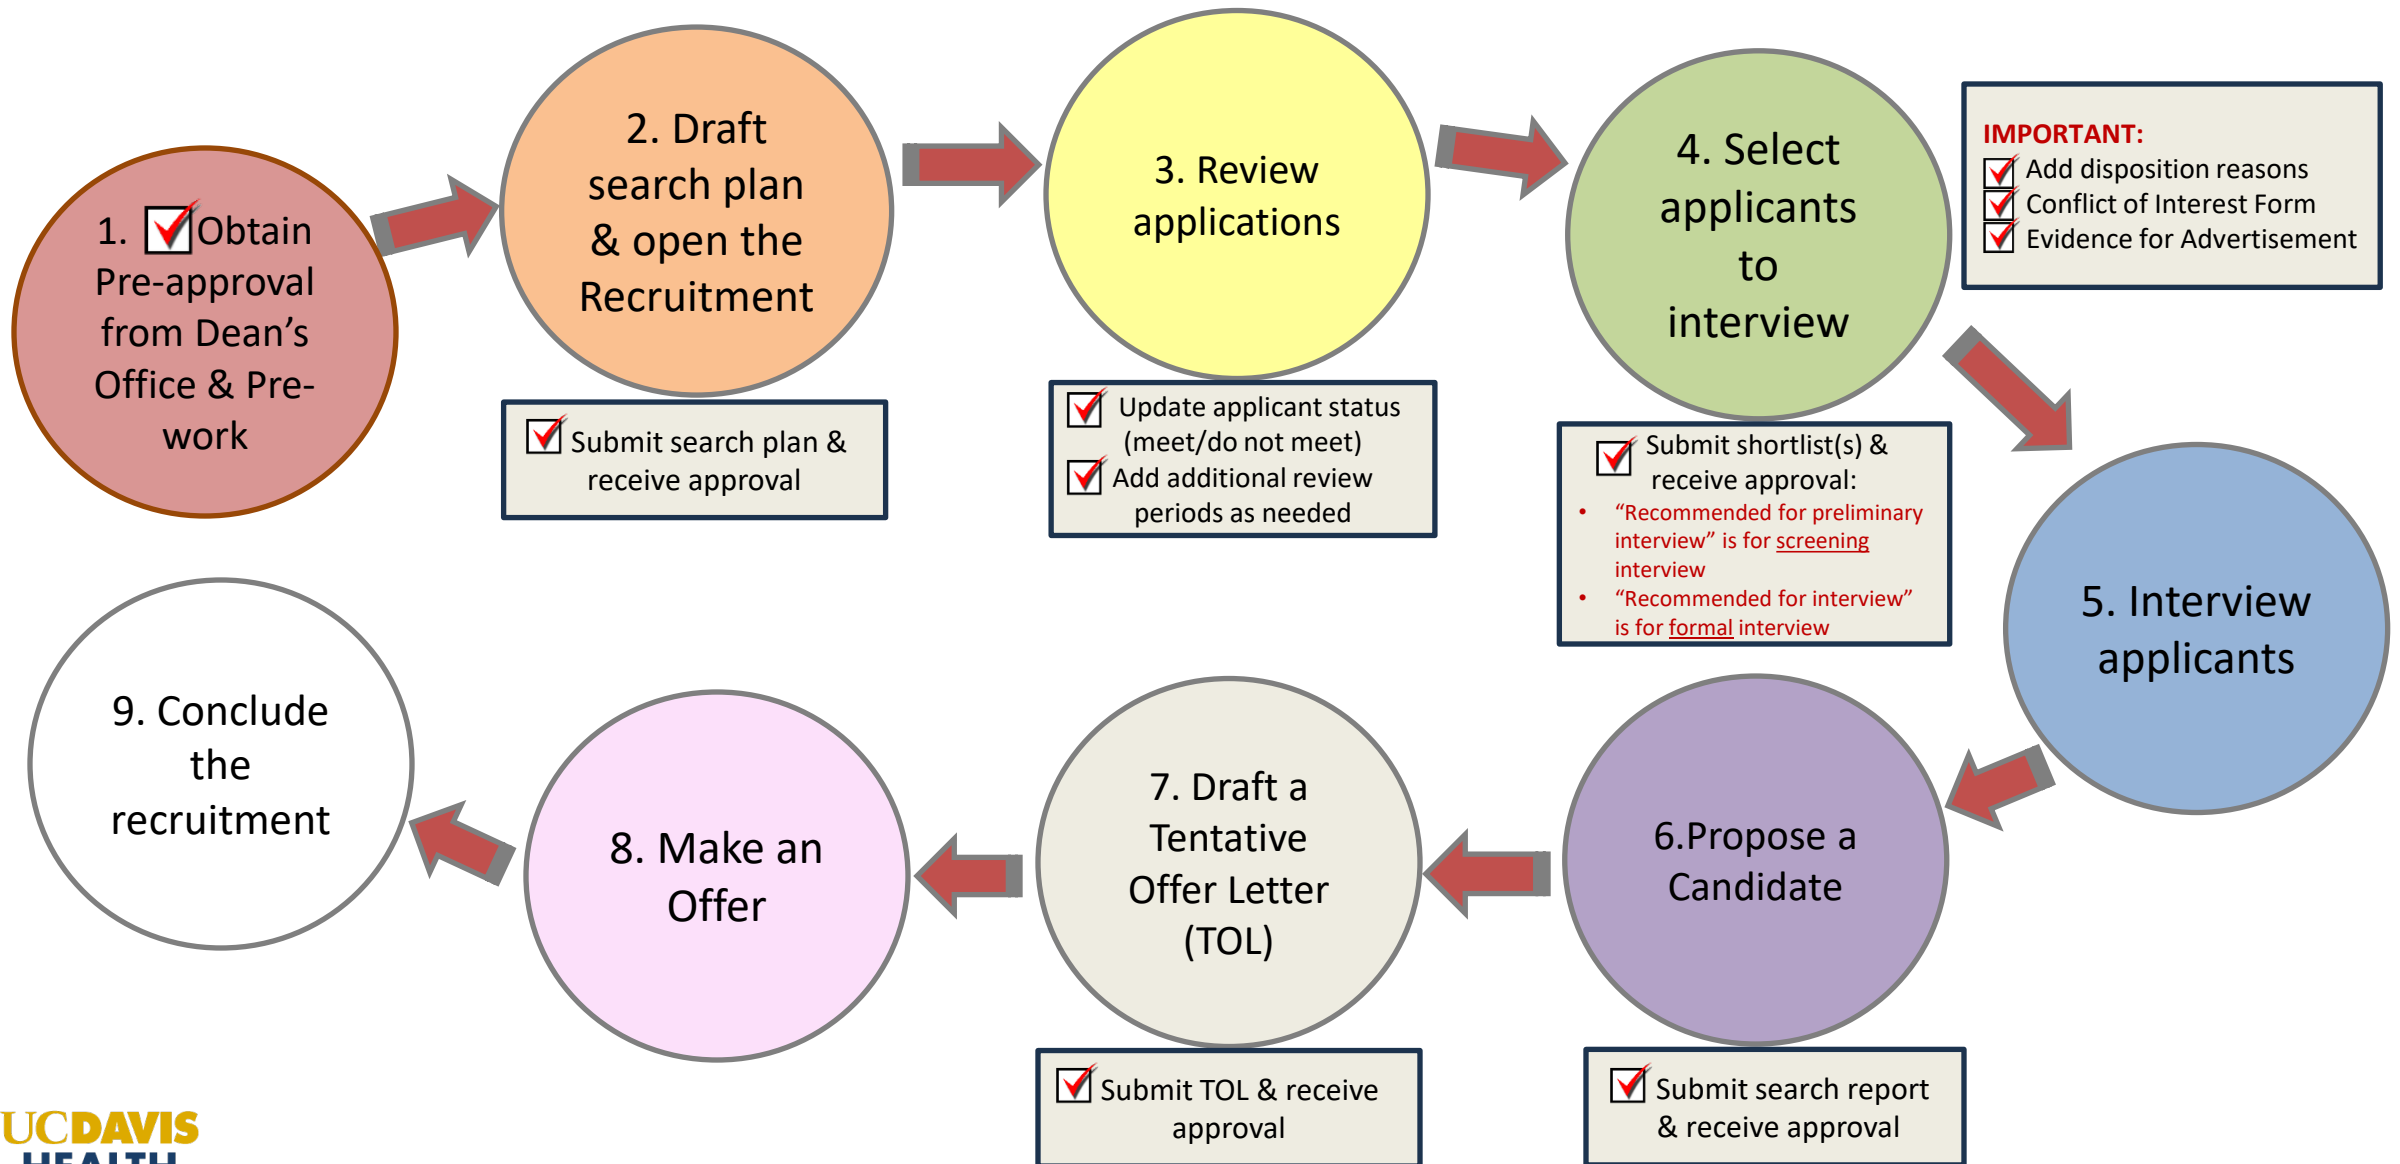 1. Obtain
Pre-approval
from Dean’s
Office & Pre-
work
2. Draft
search plan
& open the
Recruitment
Submit search plan &
receive approval
3. Review
applications
Update applicant status
(meet/do not meet)
Add additional review
periods as needed
4. Select
applicants
to
interview
IMPORTANT:
Add disposition reasons
Conflict of Interest Form
Evidence for Advertisement
Submit shortlist(s) &
receive approval:
• “Recommended for preliminary
interview” is for screening
interview
• “Recommended for interview”
is for formal interview
5. Interview
applicants
6.Propose a
Candidate
Submit search report
& receive approval
7. Draft a
Tentative
Offer Letter
(TOL)
Submit TOL & receive
approval
8. Make an
Offer
9. Conclude
the
recruitment
UCDAVIS
HEALTH